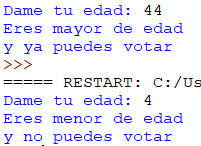 Dame tu edad: 44
Eres mayor de edad
y ya puedes votar
>>>
===== RESTART: C:/Us
Dame tu edad: 4
Eres menor de edad
y no puedes votar